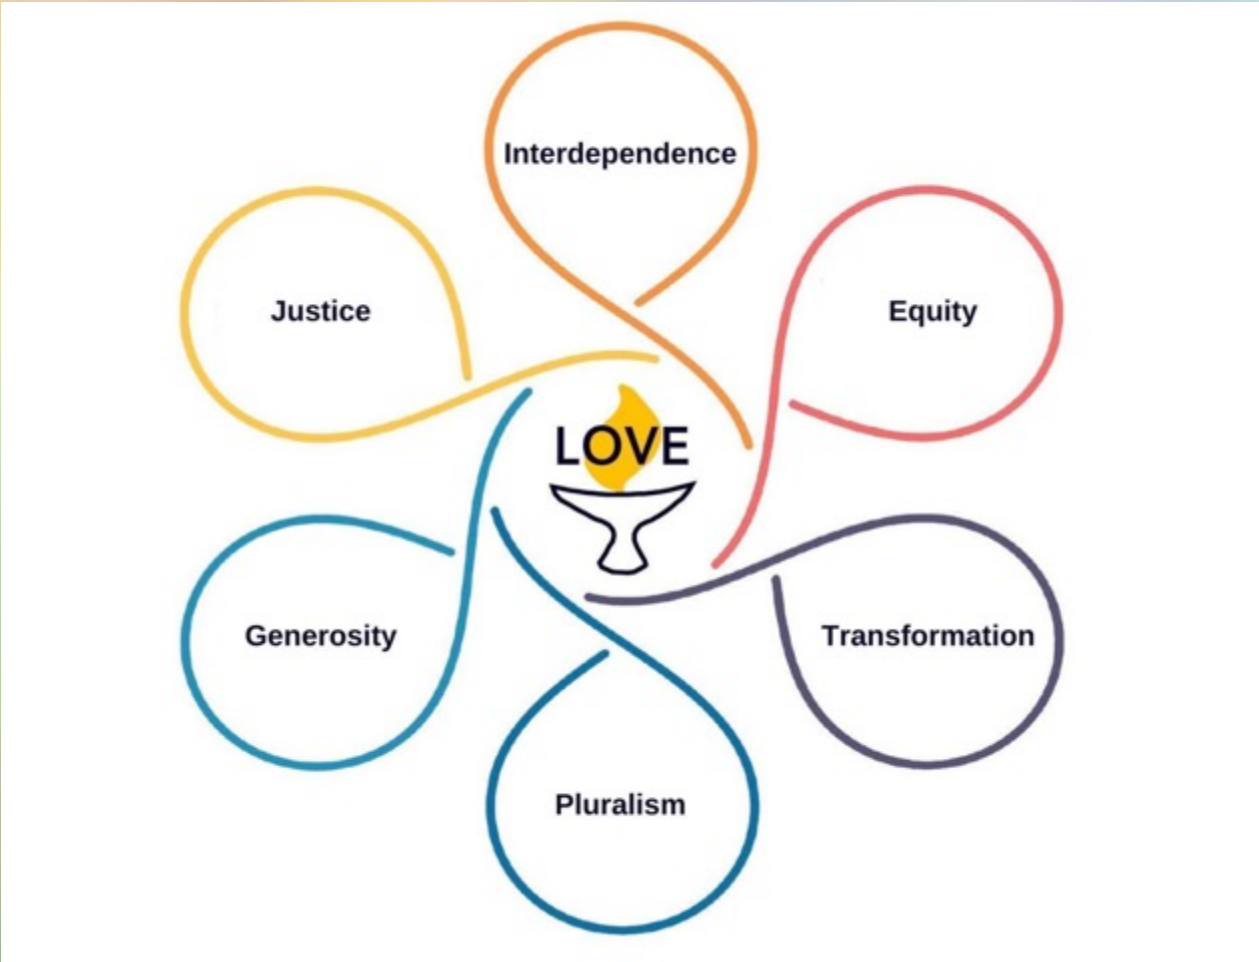 Interdependence
Justice
Equity
LOVE
Generosity
Transformation
Pluralism